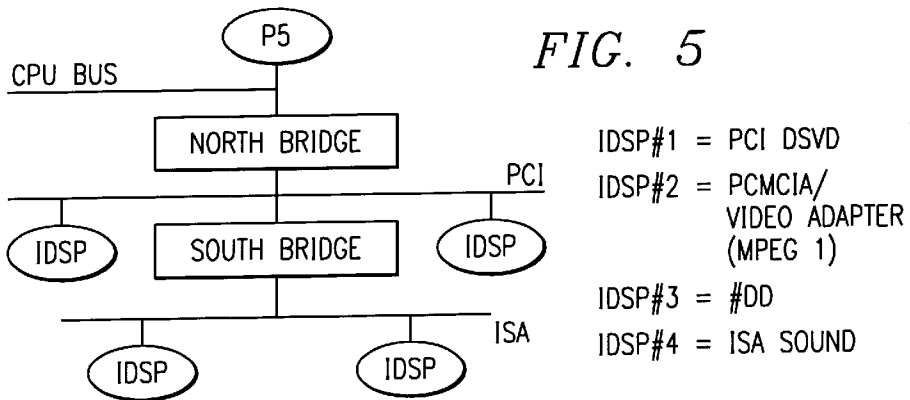 P5
FIG. 5
CPU BUS
NORTH BRIDGE
PCI
IDSP
SOUTH BRIDGE
IDSP
ISA
IDSP
IDSP
IDSP#1 = PCI DSVD
IDSP#2 = PCMCIA/
VIDEO ADAPTER
(MPEG 1)
IDSP#3 = #DD
IDSP#4 = ISA SOUND